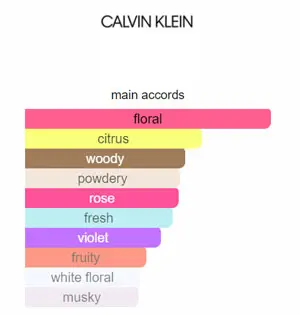 CALVIN KLEIN
main accords
floral
citrus
woody
powdery
rose
fresh
violet
fruity
white floral
musky